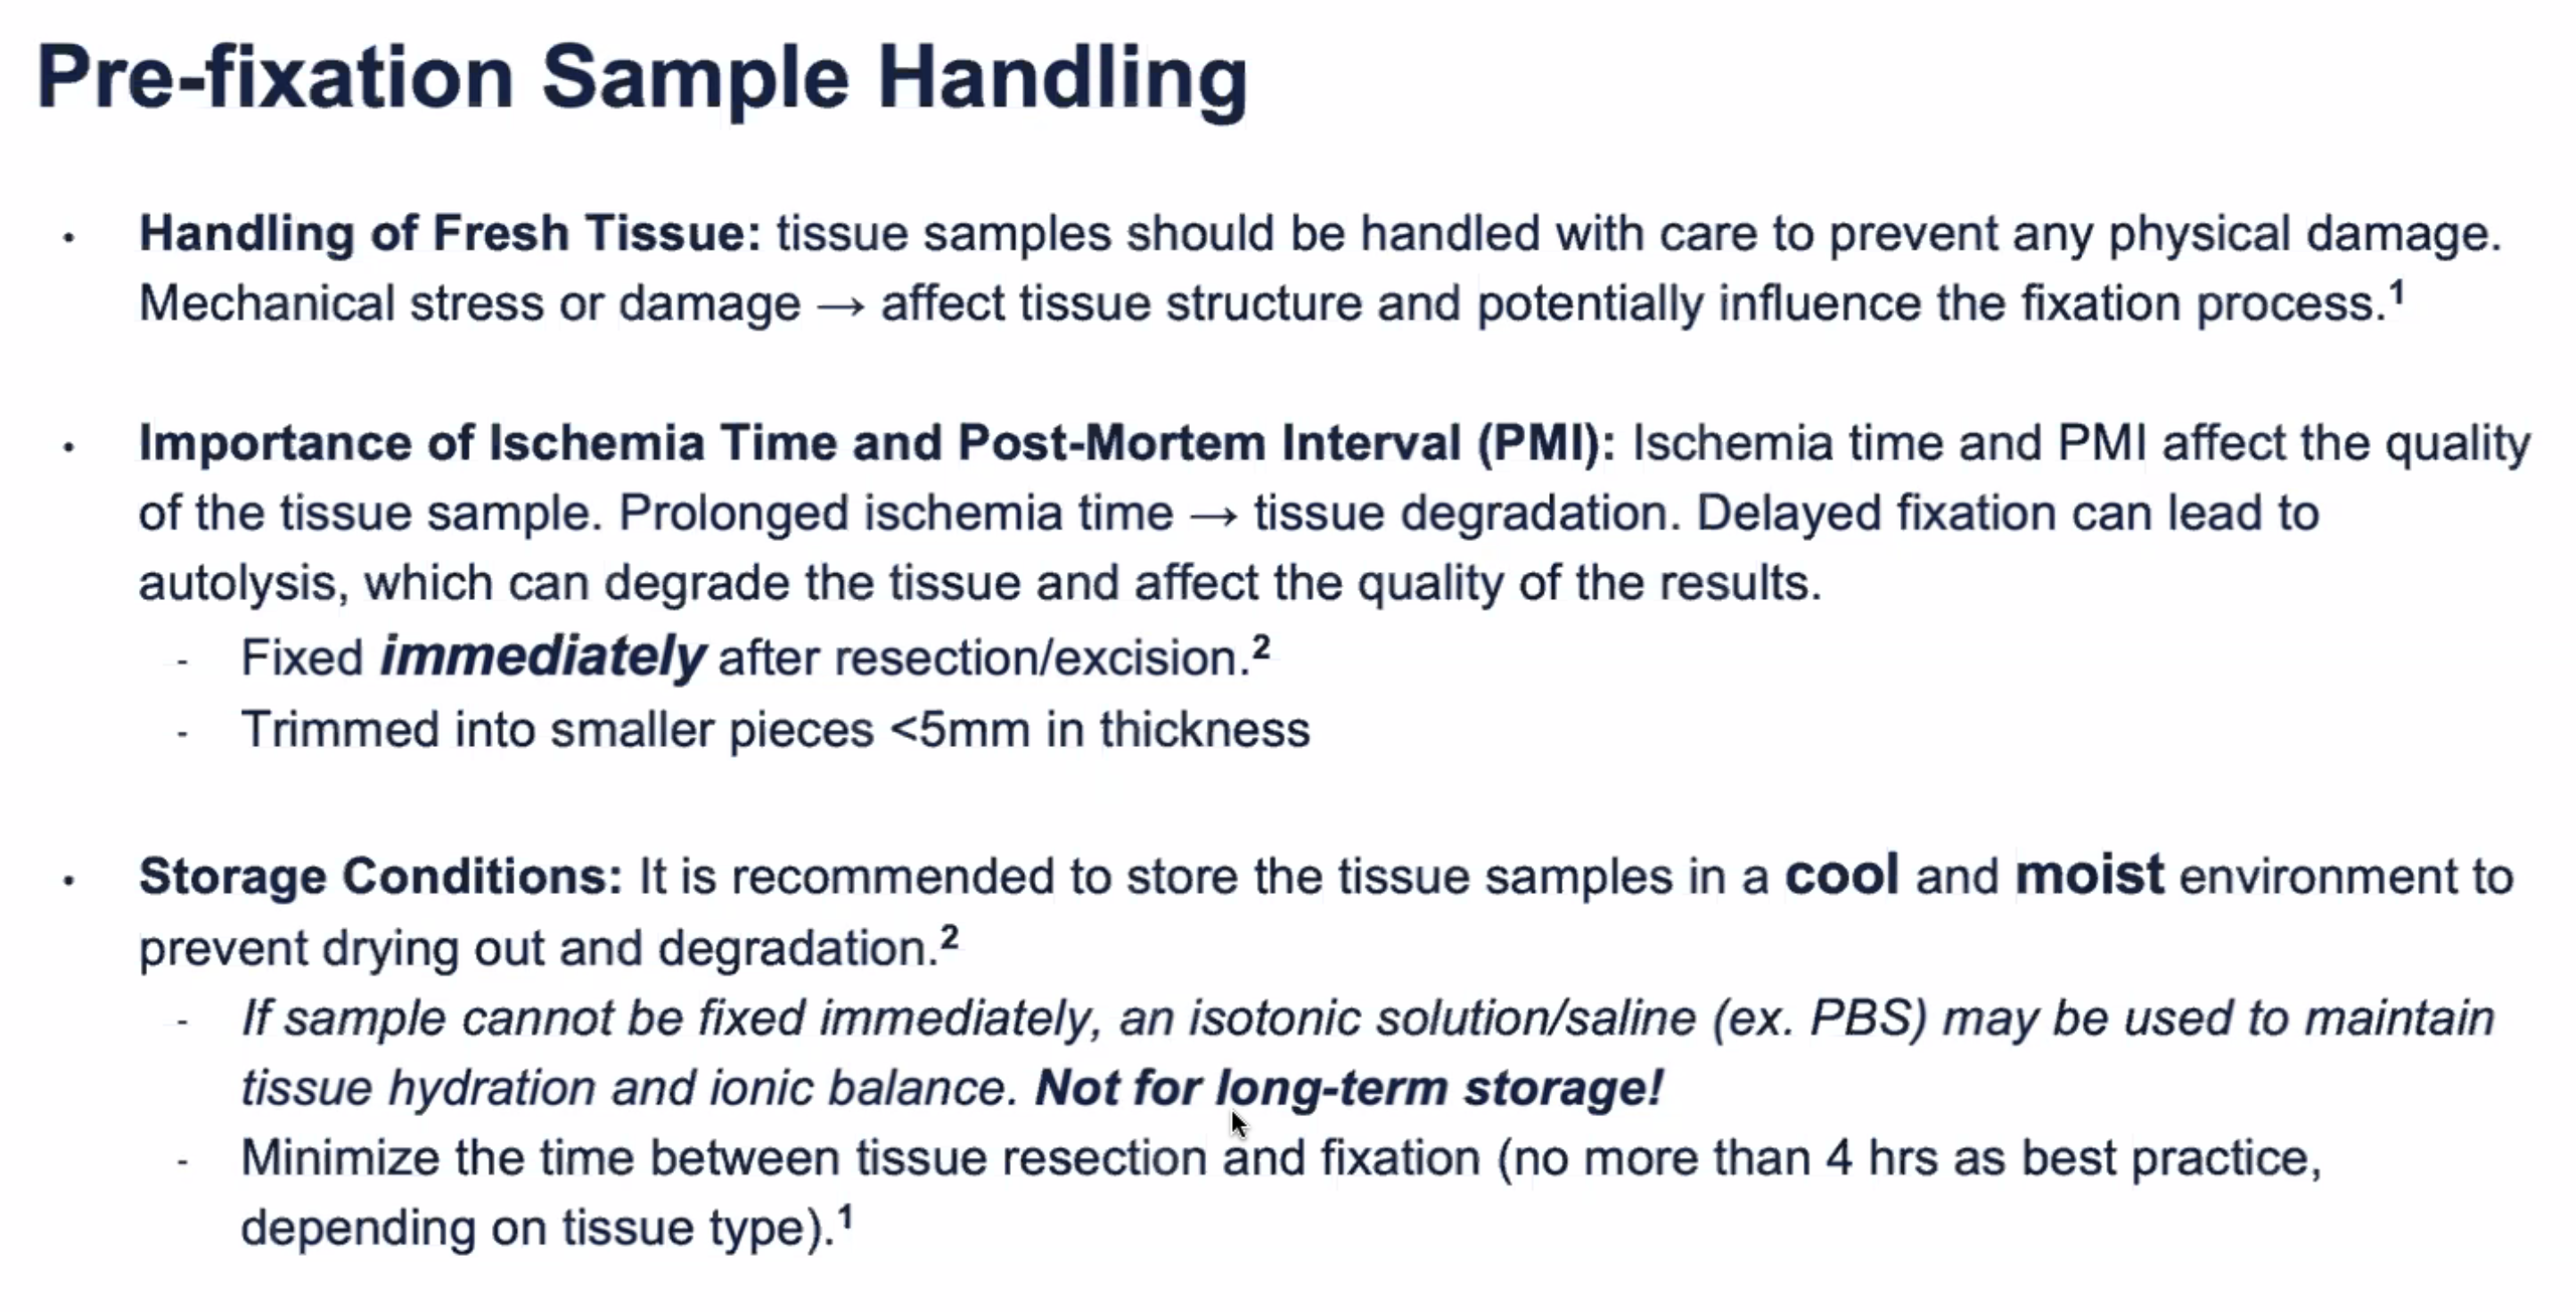 Pre-fixation Sample Handling
• Handling of Fresh Tissue: tissue samples should be handled with care to prevent any physical damage.
Mechanical stress or damage → affect tissue structure and potentially influence the fixation process.¹
• Importance of Ischemia Time and Post-Mortem Interval (PMI): Ischemia time and PMI affect the quality
of the tissue sample. Prolonged ischemia time → tissue degradation. Delayed fixation can lead to
autolysis, which can degrade the tissue and affect the quality of the results.
- Fixed immediately after resection/excision.²
- Trimmed into smaller pieces <5mm in thickness
• Storage Conditions: It is recommended to store the tissue samples in a cool and moist environment to
prevent drying out and degradation.²
- If sample cannot be fixed immediately, an isotonic solution/saline (ex. PBS) may be used to maintain
tissue hydration and ionic balance. Not for long-term storage!
- Minimize the time between tissue resection and fixation (no more than 4 hrs as best practice,
depending on tissue type).¹